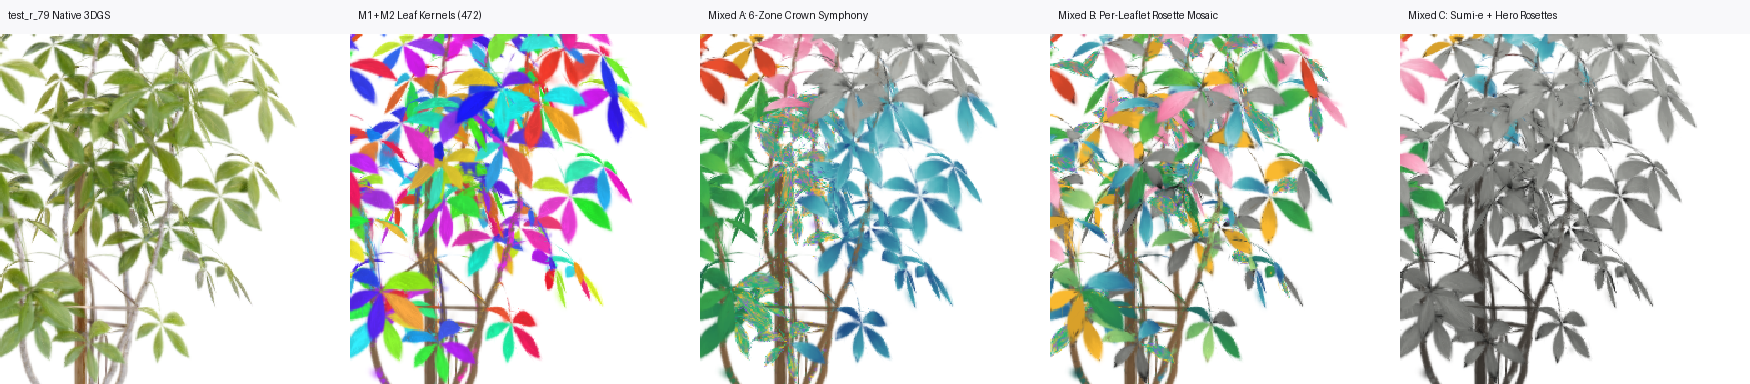 test_r_79 Native 3DGS
M1+M2 Leaf Kernels (472)
Mixed A: 6-Zone Crown Symphony
Mixed B: Per-Leaflet Rosette Mosaic
Mixed C: Sumi-e + Hero Rosettes